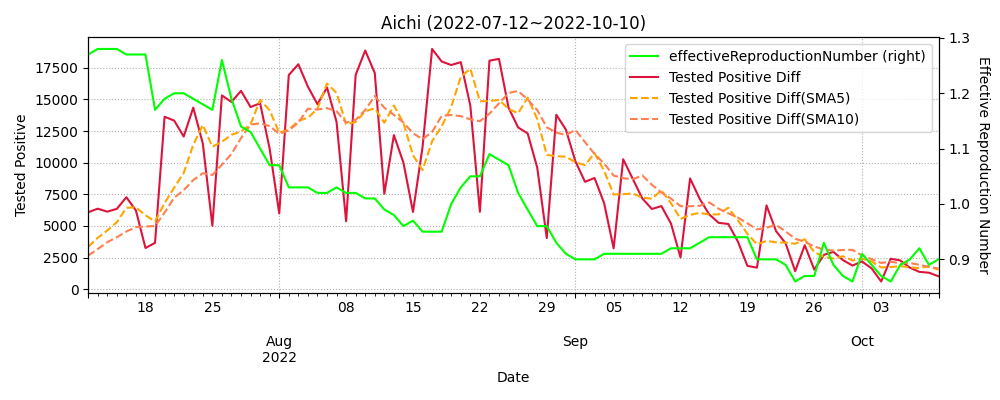 Aichi (2022-07-12~2022-10-10)
effectiveReproductionNumber (right)
Tested Positive Diff
Tested Positive Diff(SMA5)
Tested Positive Diff(SMA10)
Tested Positive
17500
15000
12500
10000
7500
5000
2500
0
1.3
1.2
1.1
1.0
0.9
Effective Reproduction Number
18 25 08 15 22 29 05 12 19 26 03
Aug Sep Oct
2022
Date